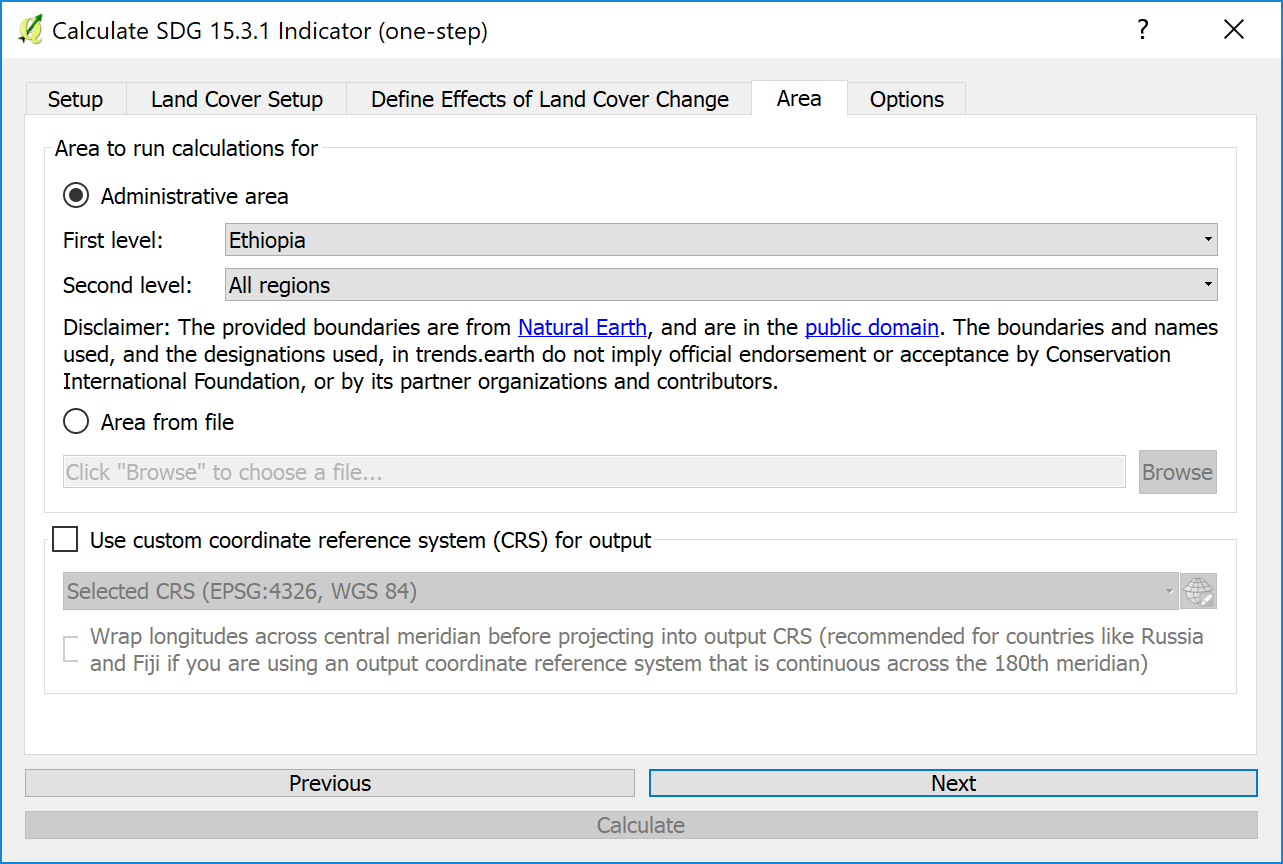 Calculate SDG 15.3.1 Indicator (one-step)
?
Setup
Land Cover Setup
Define Effects of Land Cover Change
Area
Options
Area to run calculations for
Administrative area
First level:
Ethiopia
Second level:
All regions
Disclaimer: The provided boundaries are from Natural Earth, and are in the public domain. The boundaries and names
used, and the designations used, in trends.earth do not imply official endorsement or acceptance by Conservation
International Foundation, or by its partner organizations and contributors.
Area from file
Click "Browse" to choose a file...
Browse
Use custom coordinate reference system (CRS) for output
Selected CRS (EPSG:4326, WGS 84)
Wrap longitudes across central meridian before projecting into output CRS (recommended for countries like Russia
and Fiji if you are using an output coordinate reference system that is continuous across the 180th meridian)
Previous
Next
Calculate